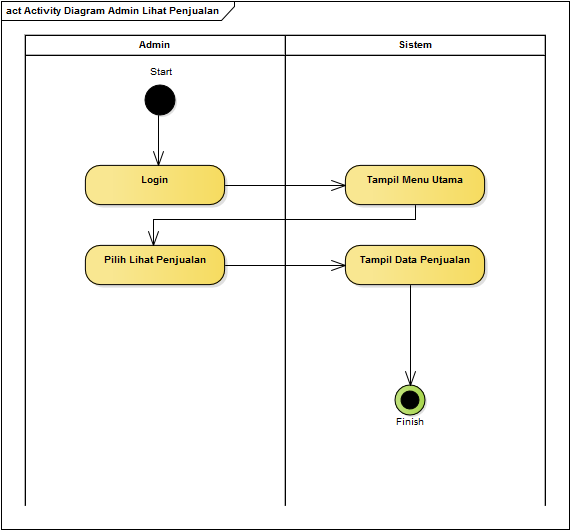 act Activity Diagram Admin Lihat Penjualan
Admin
Sistem
Start
Login
Tampil Menu Utama
Pilih Lihat Penjualan
Tampil Data Penjualan
Finish